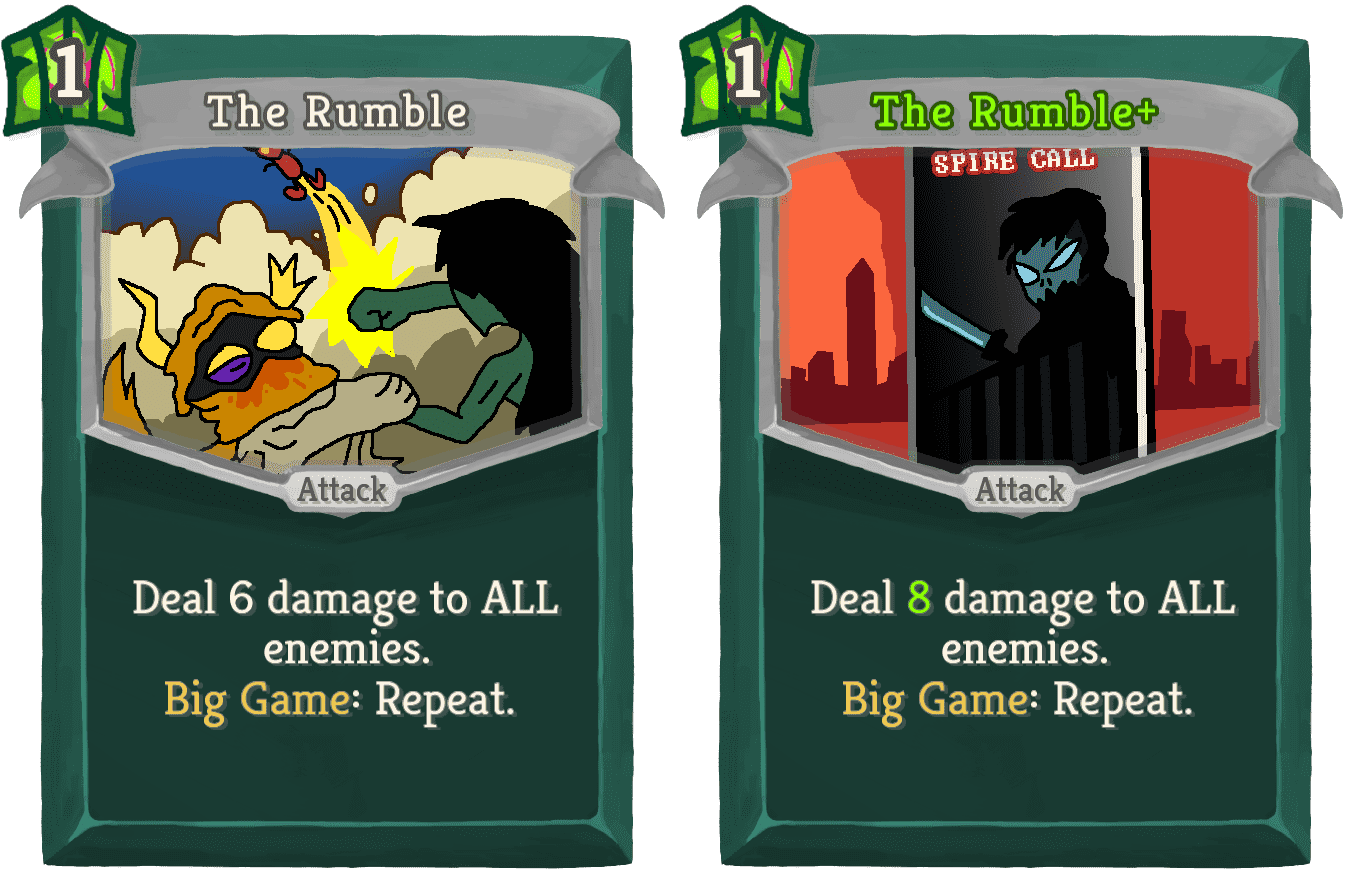 1
The Rumble
Attack
Deal 6 damage to ALL
enemies.
Big Game: Repeat.
1
The Rumble+
SPIRE CALL
Attack
Deal 8 damage to ALL
enemies.
Big Game: Repeat.